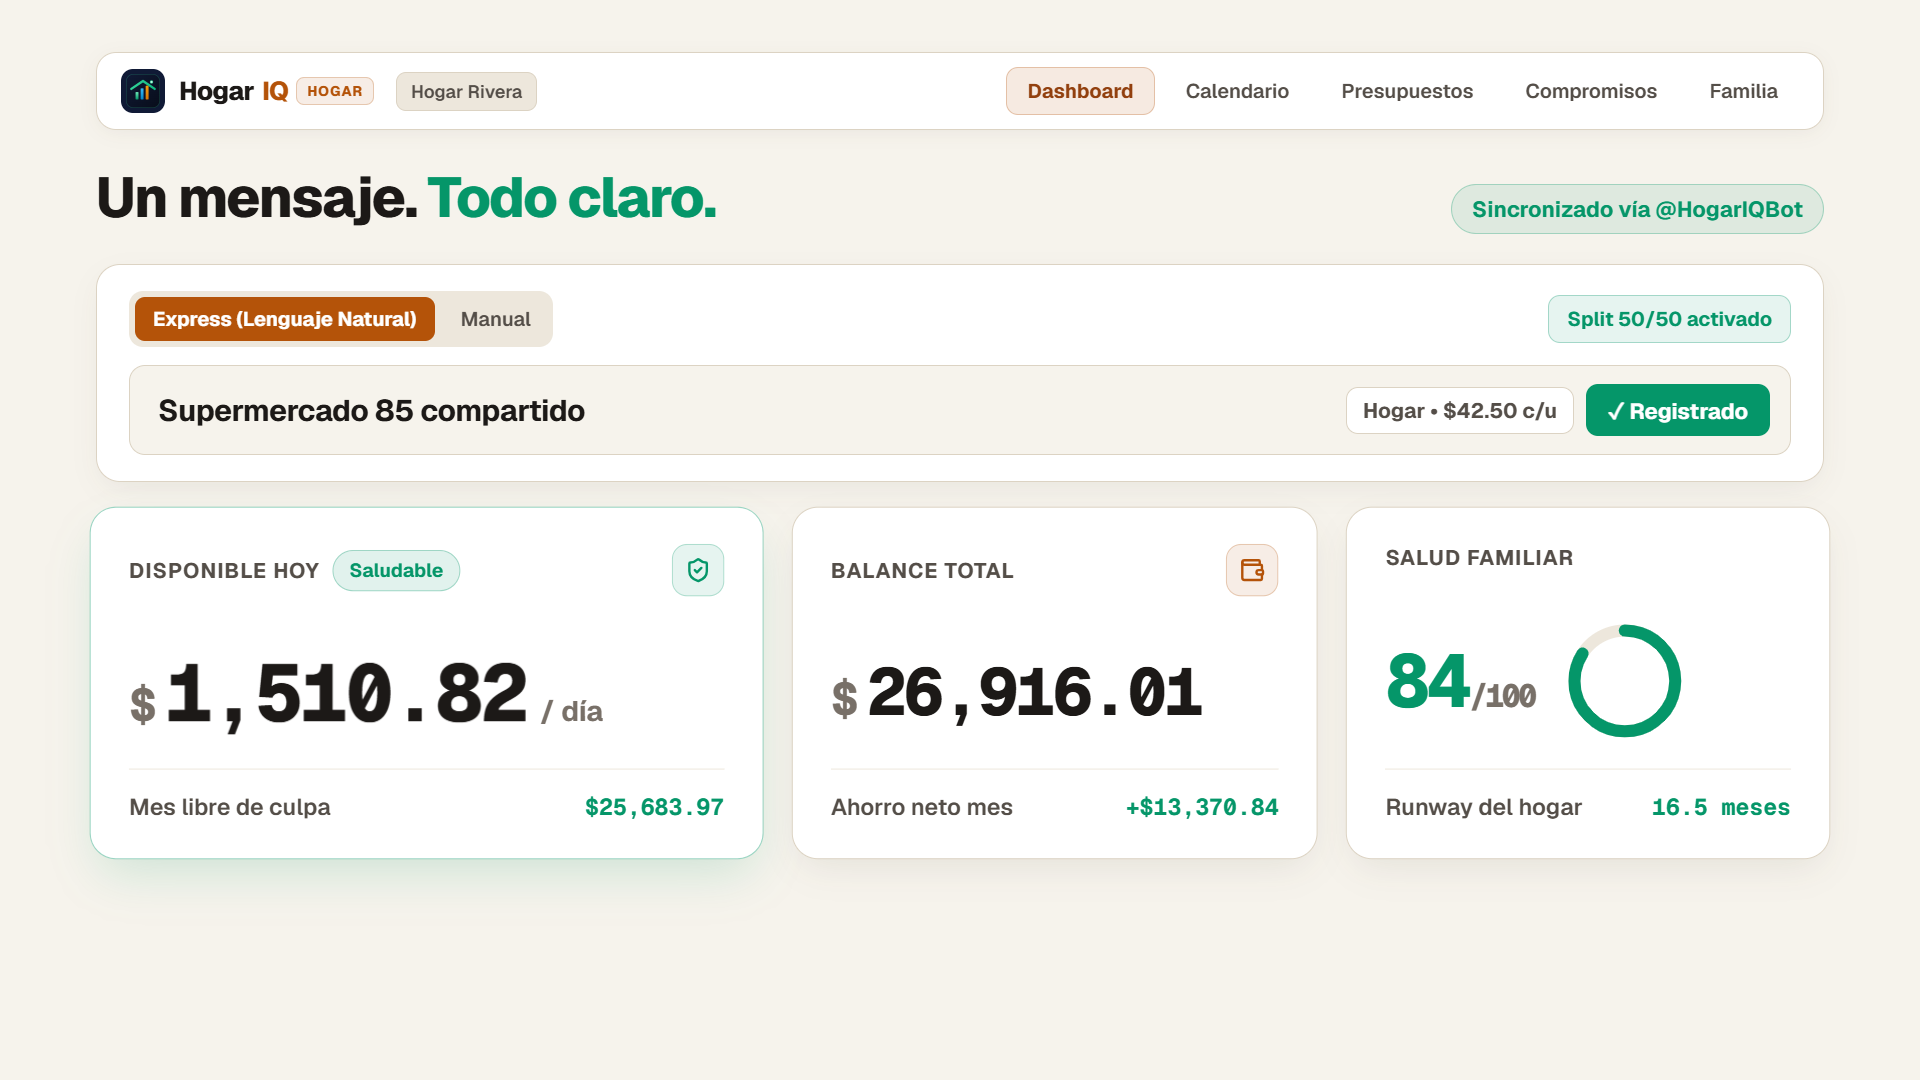 Hogar IQ HOGAR Hogar Rivera Dashboard Calendario Presupuestos Compromisos Familia
Un mensaje. Todo claro. Sincronizado vía @HogarIQBot
Express (Lenguaje Natural) Manual Split 50/50 activado
Supermercado 85 compartido Hogar • $42.50 c/u ✓ Registrado
DISPONIBLE HOY Saludable
$ 1,510.82 / día
Mes libre de culpa $25,683.97
BALANCE TOTAL
$ 26,916.01
Ahorro neto mes +$13,370.84
SALUD FAMILIAR
84/100
Runway del hogar 16.5 meses